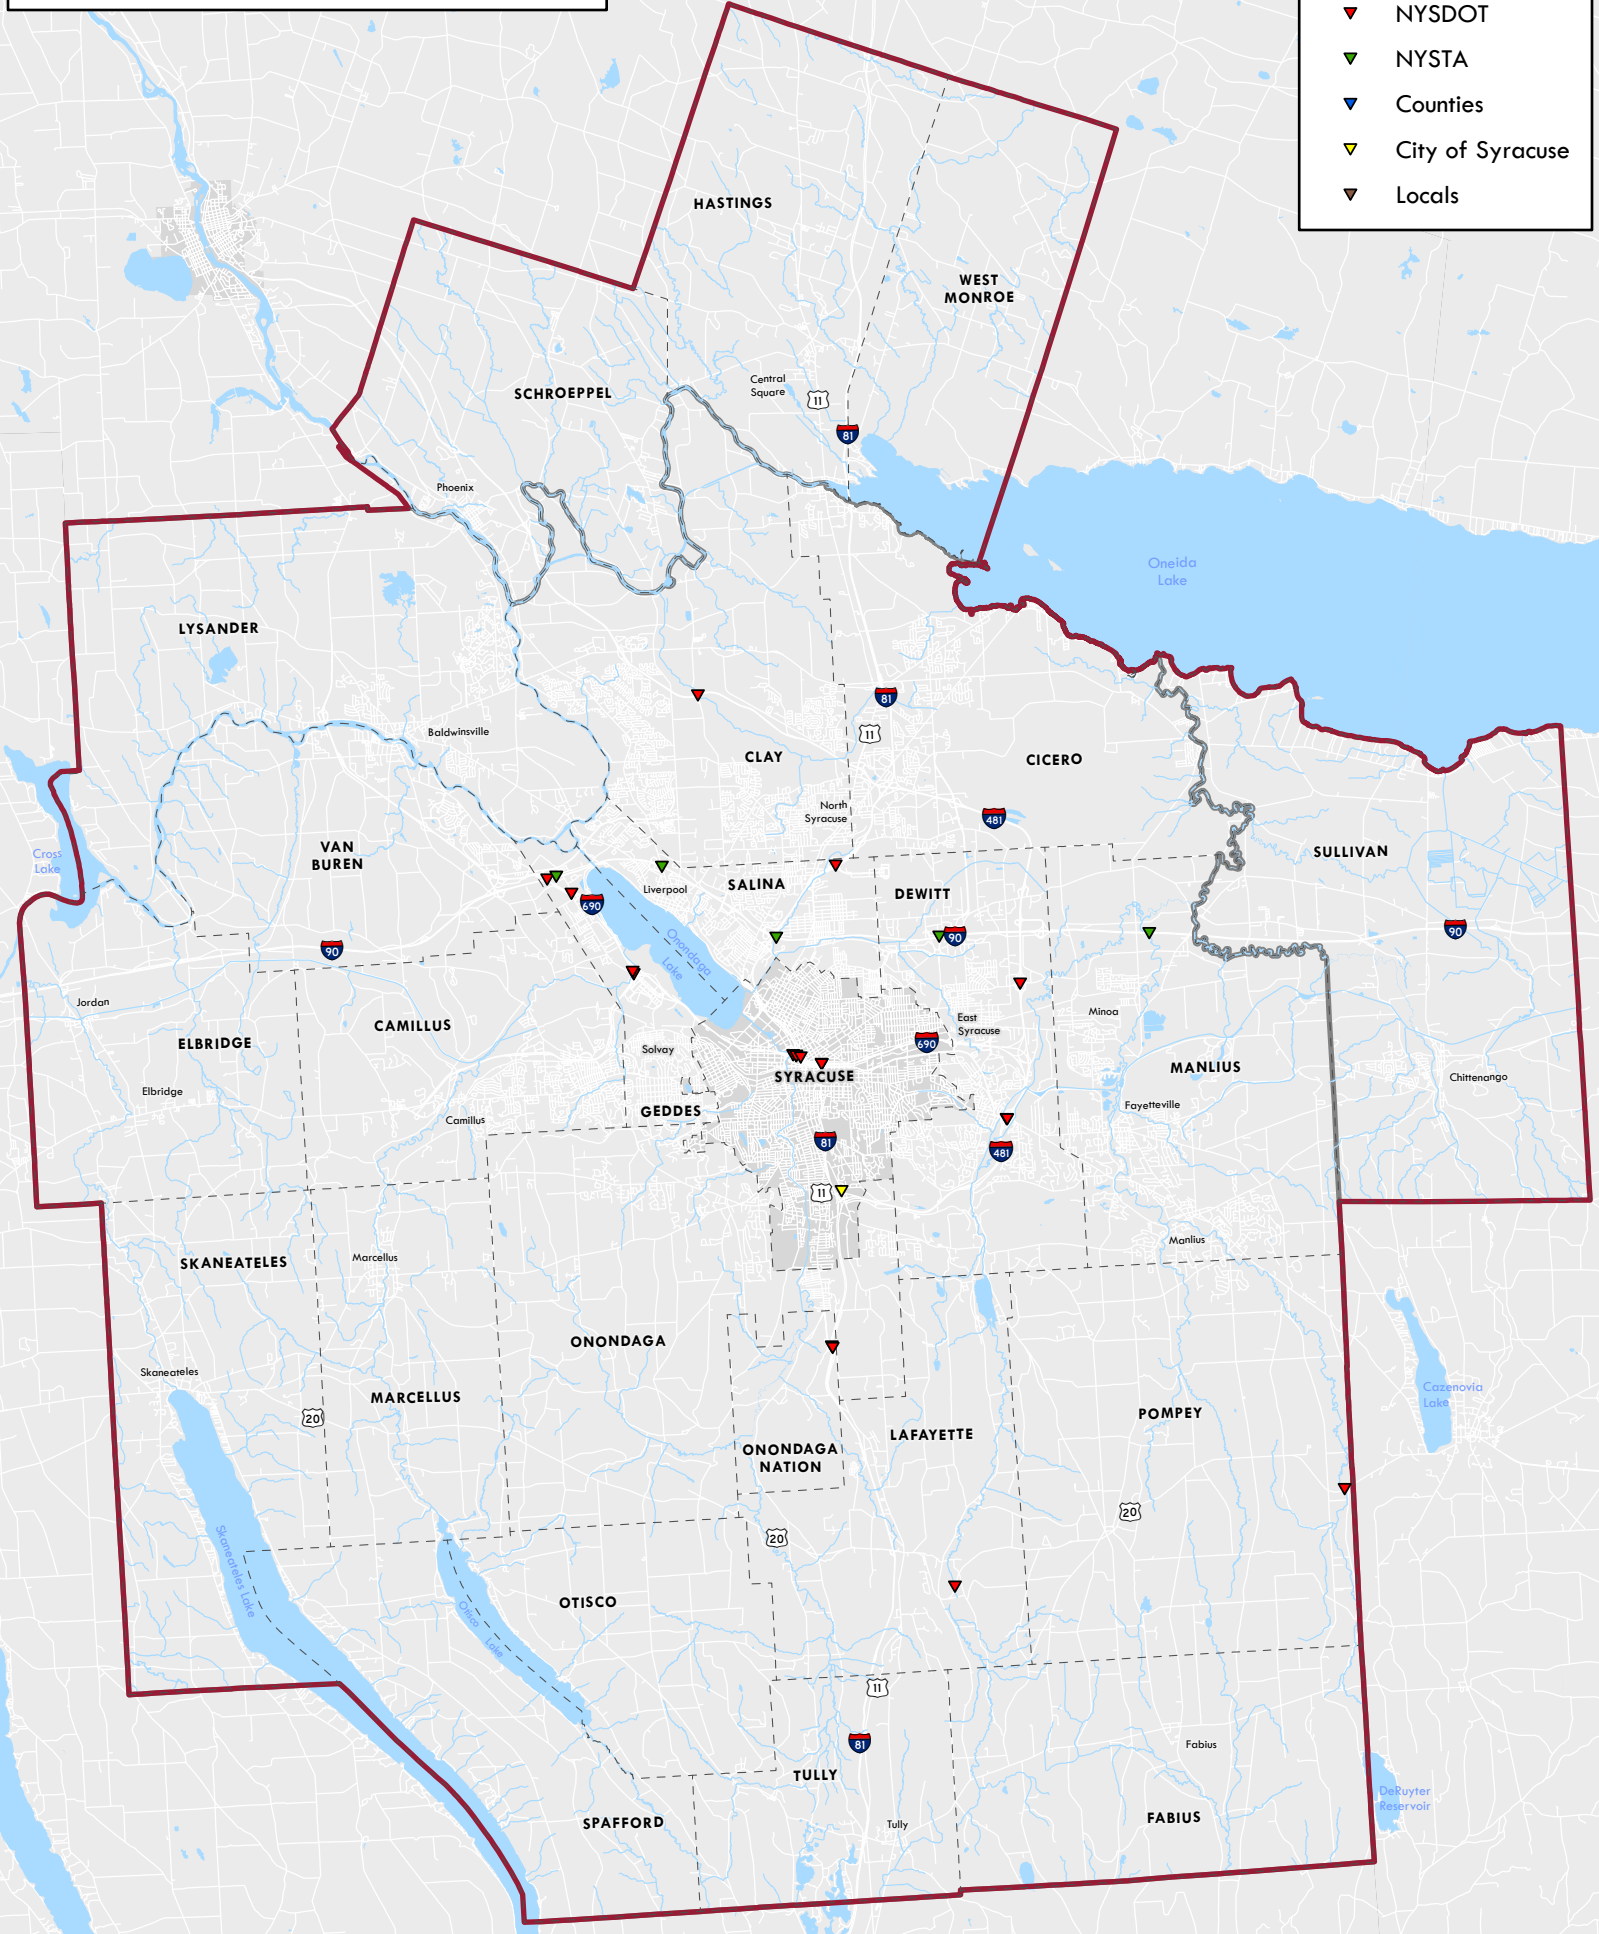 NYSDOT
NYSTA
Counties
City of Syracuse
Locals
HASTINGS
WEST
MONROE
SCHROEPPEL
Central
Square
11
81
Phoenix
Oneida
Lake
LYSANDER
81
11
Baldwinsville
CLAY
CICERO
North
Syracuse
481
VAN
BUREN
Cross
Lake
SULLIVAN
Liverpool
SALINA
DEWITT
690
90
90
90
Onondaga
Lake
Jordan
CAMILLUS
ELBRIDGE
East
Syracuse
Minoa
690
Solvay
SYRACUSE
MANLIUS
Chittenango
Elbridge
Camillus
GEDDES
Fayetteville
81
481
11
Manlius
SKANEATELES
Marcellus
ONONDAGA
Skaneateles
MARCELLUS
20
Cazenovia
Lake
POMPEY
LAFAYETTE
ONONDAGA
NATION
20
20
Skaneateles Lake
Otisco Lake
OTISCO
11
81
Fabius
TULLY
DeRuyter
Reservoir
SPAFFORD
Tully
FABIUS